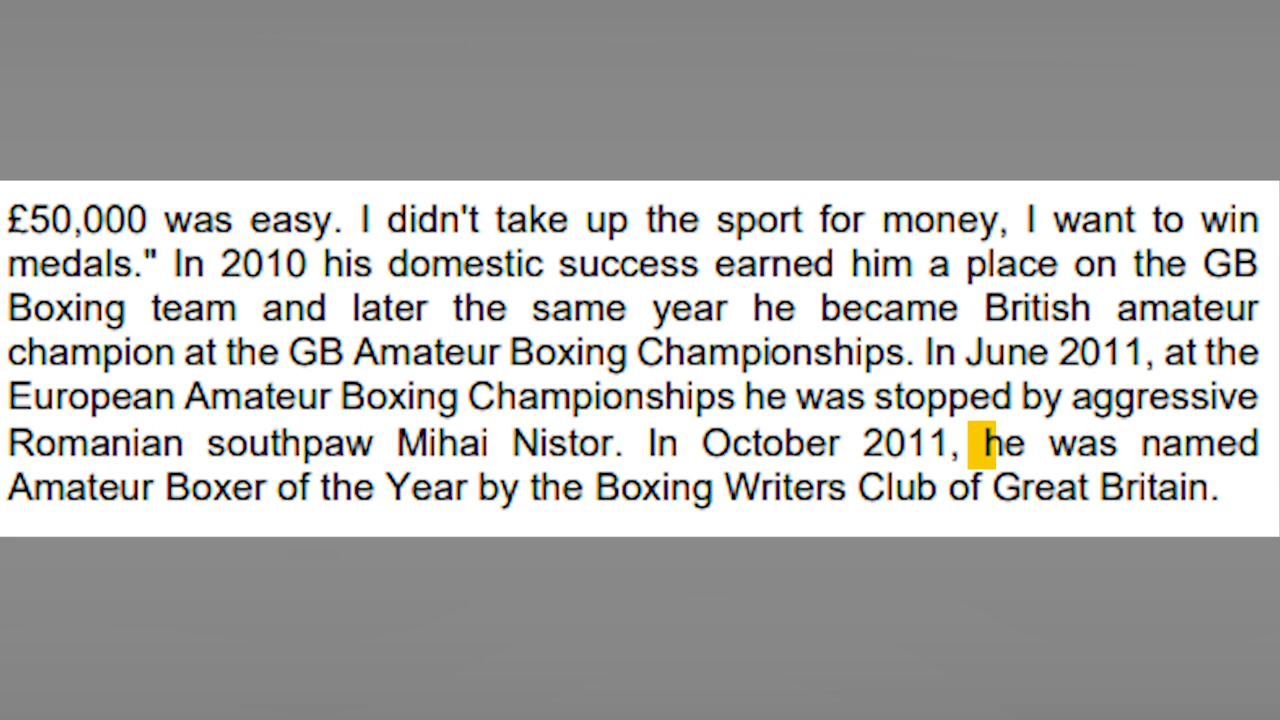 £50,000 was easy. I didn't take up the sport for money, I want to win
medals." In 2010 his domestic success earned him a place on the GB
Boxing team and later the same year he became British amateur
champion at the GB Amateur Boxing Championships. In June 2011, at the
European Amateur Boxing Championships he was stopped by aggressive
Romanian southpaw Mihai Nistor. In October 2011, he was named
Amateur Boxer of the Year by the Boxing Writers Club of Great Britain.